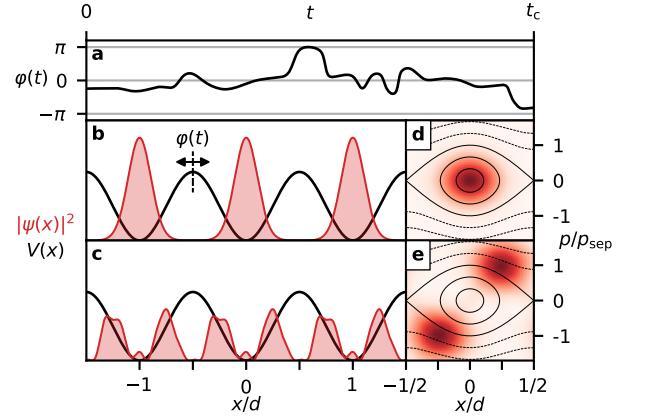 0 t t_c
a
φ(t)
π
0
−π
b
φ(t)
d
|ψ(x)|²
V(x)
1
0
-1
p/p_sep
c
e
1
0
-1
−1 0 1 −1/2 0 1/2
x/d x/d